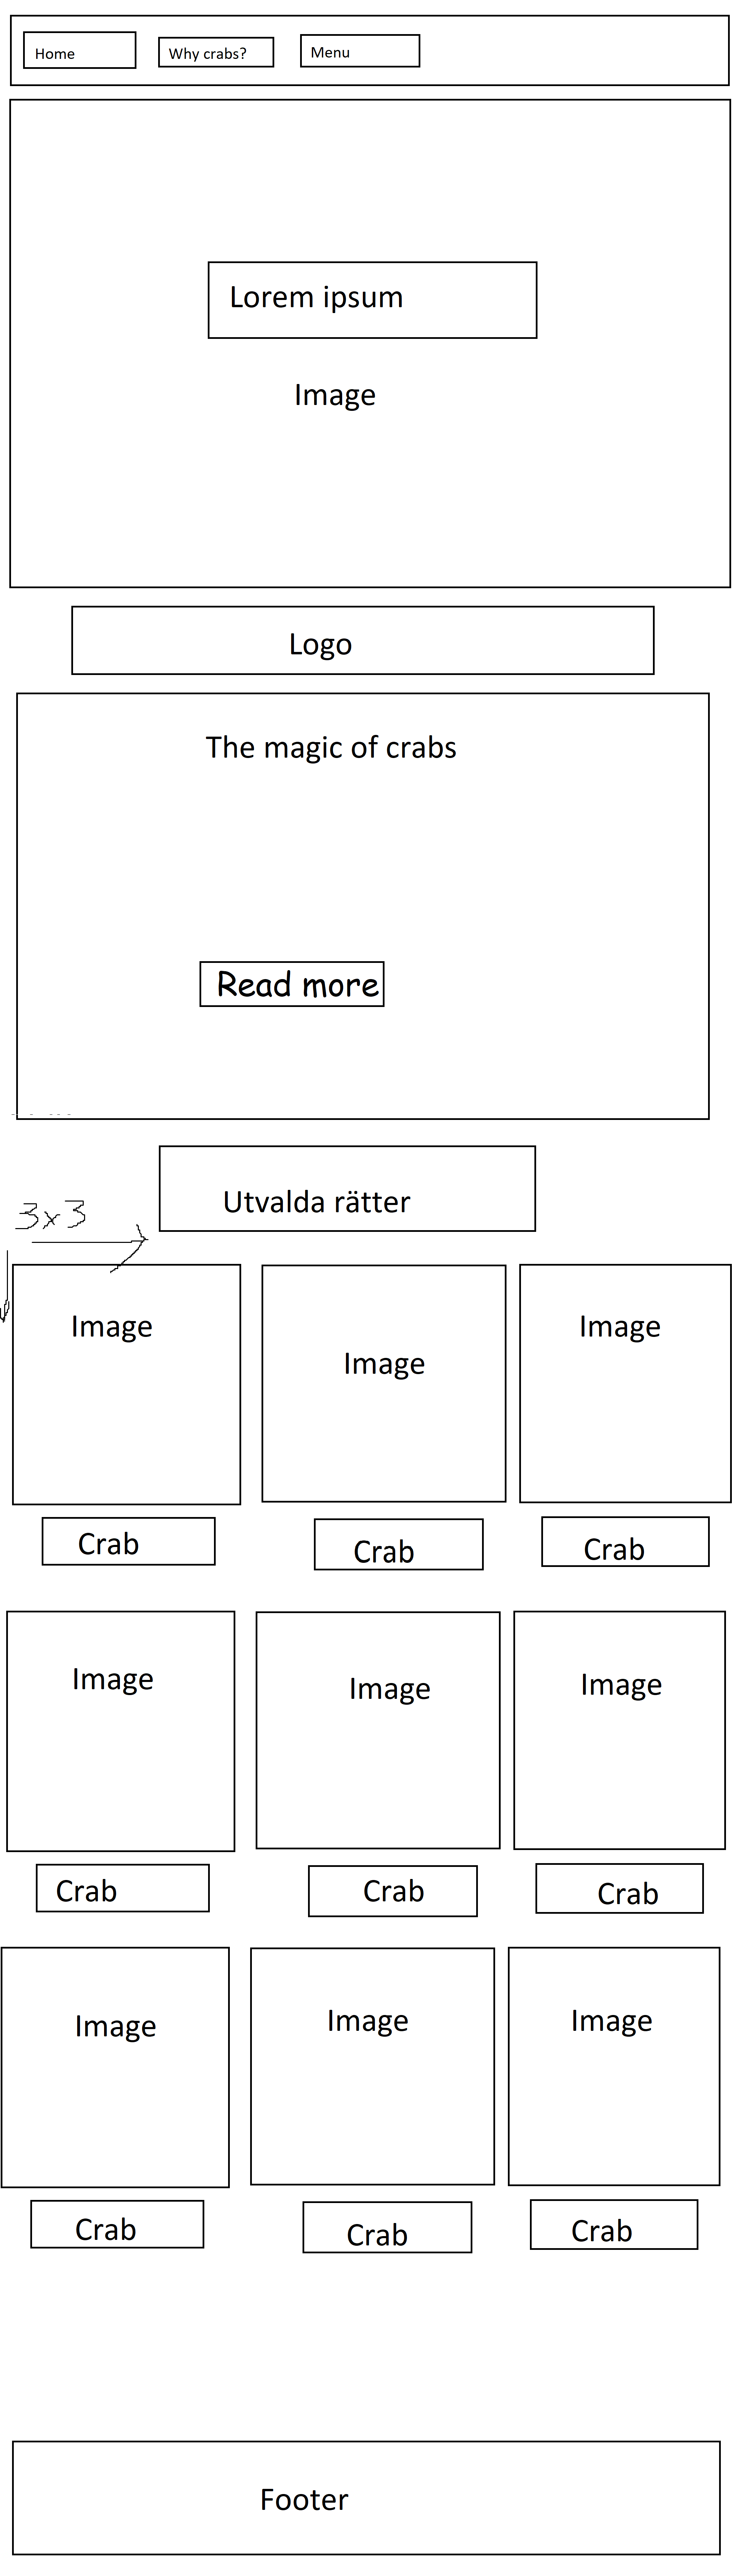 Home
Why crabs?
Menu
Lorem ipsum
Image
Logo
The magic of crabs
Read more
Utvalda rätter
3x3
Image
Image
Image
Crab
Crab
Crab
Image
Image
Image
Crab
Crab
Crab
Image
Image
Image
Crab
Crab
Crab
Footer